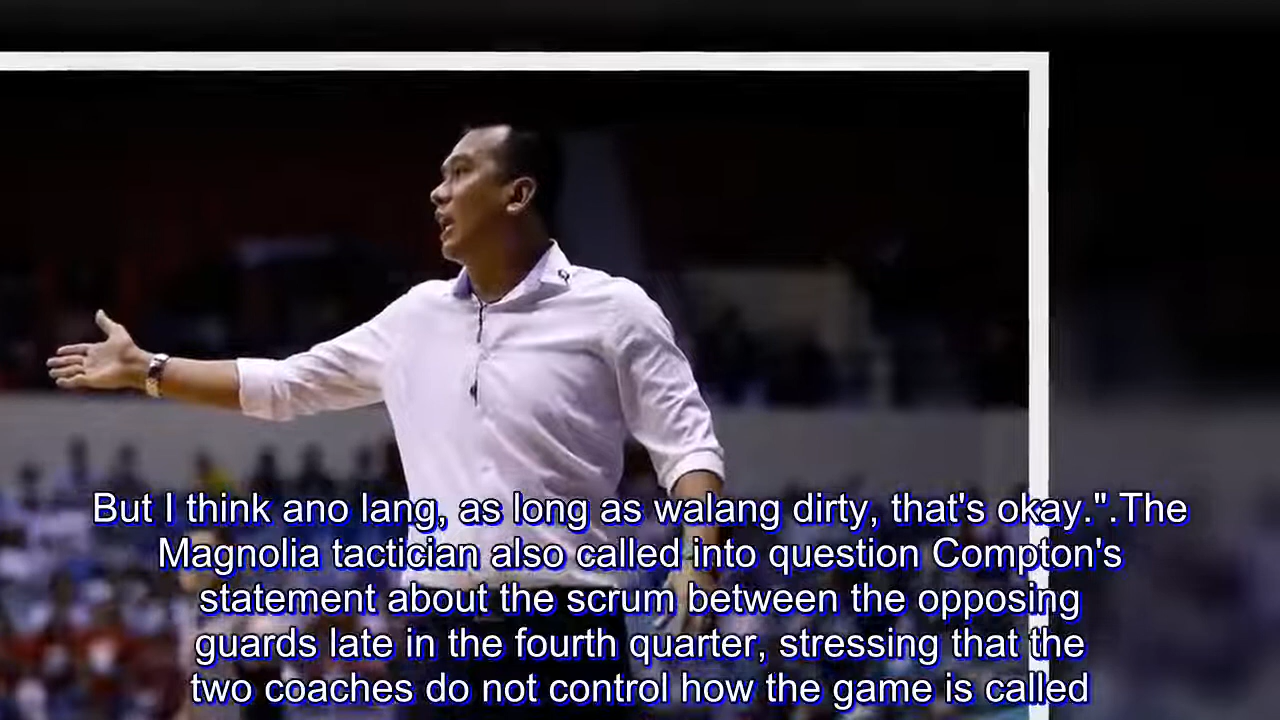 But I think ano lang, as long as walang dirty, that's okay.".The
Magnolia tactician also called into question Compton's
statement about the scrum between the opposing
guards late in the fourth quarter, stressing that the
two coaches do not control how the game is called